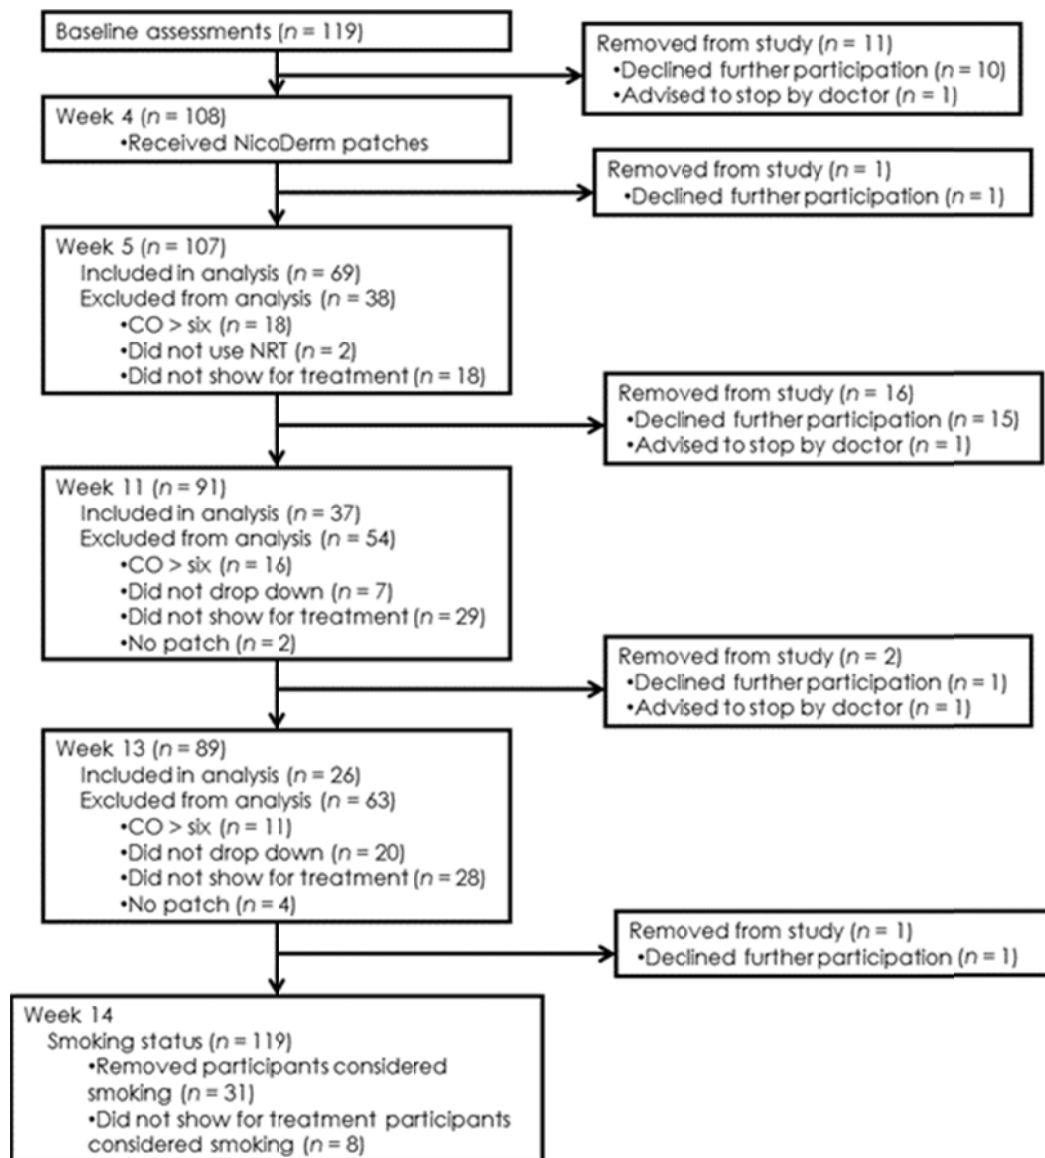 Baseline assessments (n = 119)
Removed from study (n = 11)
•Declined further participation (n = 10)
•Advised to stop by doctor (n = 1)
Week 4 (n = 108)
•Received NicoDerm patches
Removed from study (n = 1)
•Declined further participation (n = 1)
Week 5 (n = 107)
Included in analysis (n = 69)
Excluded from analysis (n = 38)
•CO > six (n = 18)
•Did not use NRT (n = 2)
•Did not show for treatment (n = 18)
Removed from study (n = 16)
•Declined further participation (n = 15)
•Advised to stop by doctor (n = 1)
Week 11 (n = 91)
Included in analysis (n = 37)
Excluded from analysis (n = 54)
•CO > six (n = 16)
•Did not drop down (n = 7)
•Did not show for treatment (n = 29)
•No patch (n = 2)
Removed from study (n = 2)
•Declined further participation (n = 1)
•Advised to stop by doctor (n = 1)
Week 13 (n = 89)
Included in analysis (n = 26)
Excluded from analysis (n = 63)
•CO > six (n = 11)
•Did not drop down (n = 20)
•Did not show for treatment (n = 28)
•No patch (n = 4)
Removed from study (n = 1)
•Declined further participation (n = 1)
Week 14
Smoking status (n = 119)
•Removed participants considered
smoking (n = 31)
•Did not show for treatment participants
considered smoking (n = 8)